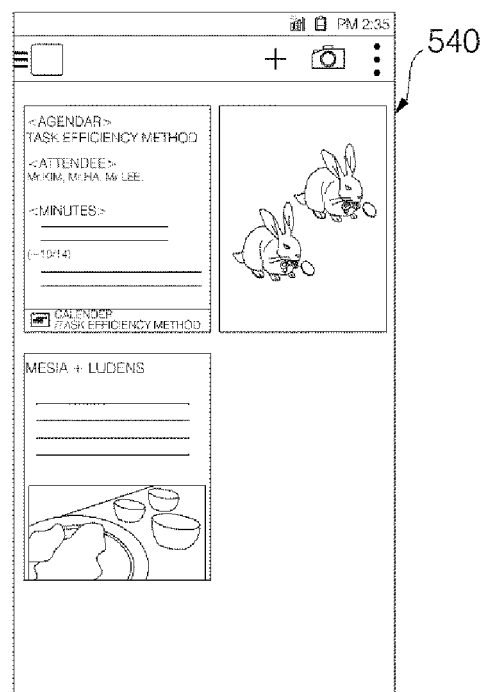 PM 2:35
540
<AGENDAR>
TASK EFFICIENCY METHOD
<ATTENDEE>
Mr.KIM, Mr.HA, Mr.LEE,
<MINUTES>
(~10/14)
CALENDER
/TASK EFFICIENCY METHOD
MESIA + LUDENS